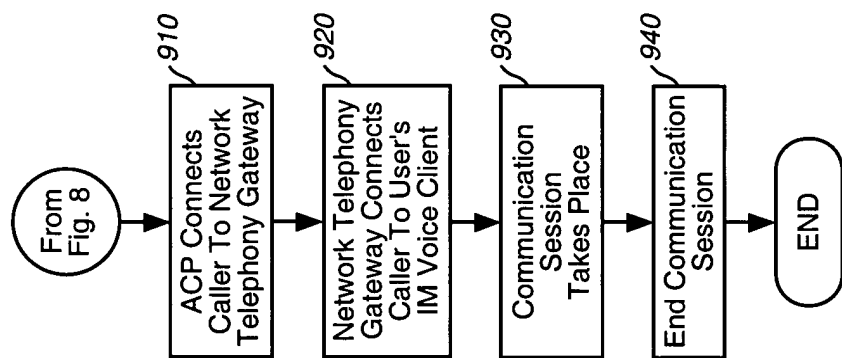 From
Fig. 8
910
ACP Connects
Caller To Network
Telephony Gateway
920
Network Telephony
Gateway Connects
Caller To User's
IM Voice Client
930
Communication
Session
Takes Place
940
End Communication
Session
END